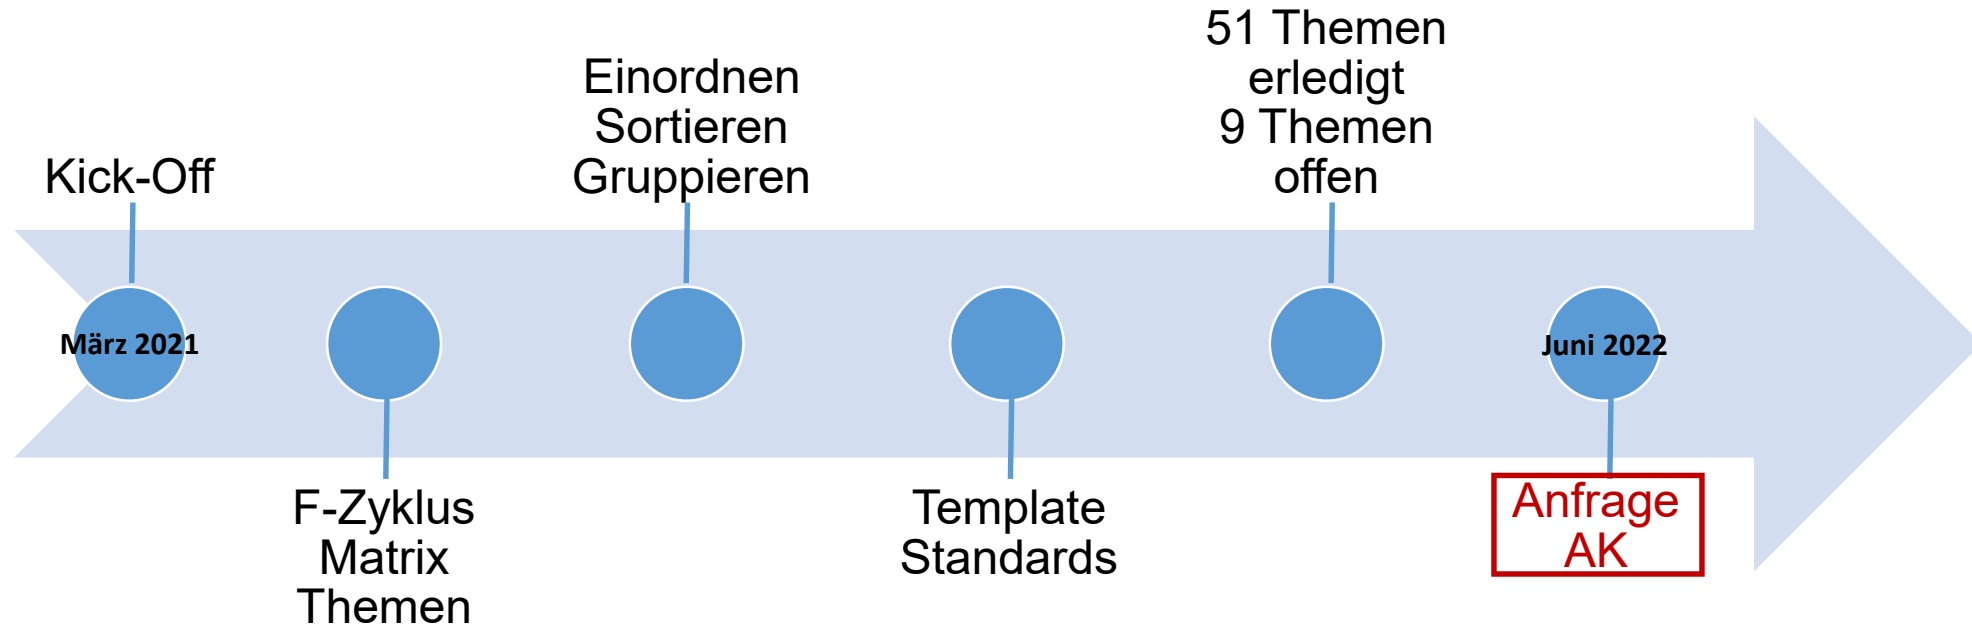 Kick-Off
März 2021
F-Zyklus
Matrix
Themen
Einordnen
Sortieren
Gruppieren
Template
Standards
51 Themen
erledigt
9 Themen
offen
Juni 2022
Anfrage
AK